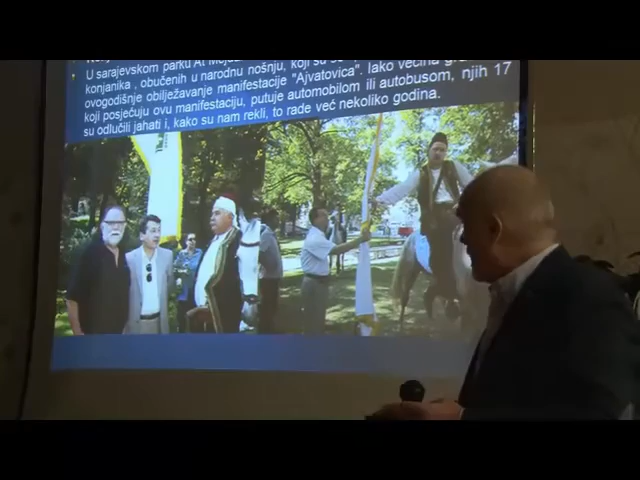 U sarajevskom parku At Mejd
konjanika , obučenih u narodnu nošnju, koji su
ovogodišnje obilježavanje manifestacije "Ajvatovica". Iako većina
koji posjećuju ovu manifestaciju, putuje automobilom ili autobusom, njih 17
su odlučili jahati i, kako su nam rekli, to rade već nekoliko godina.